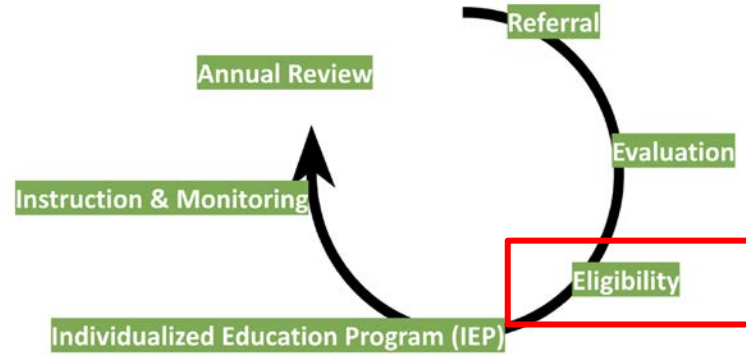 Referral
Evaluation
Eligibility
Individualized Education Program (IEP)
Instruction & Monitoring
Annual Review